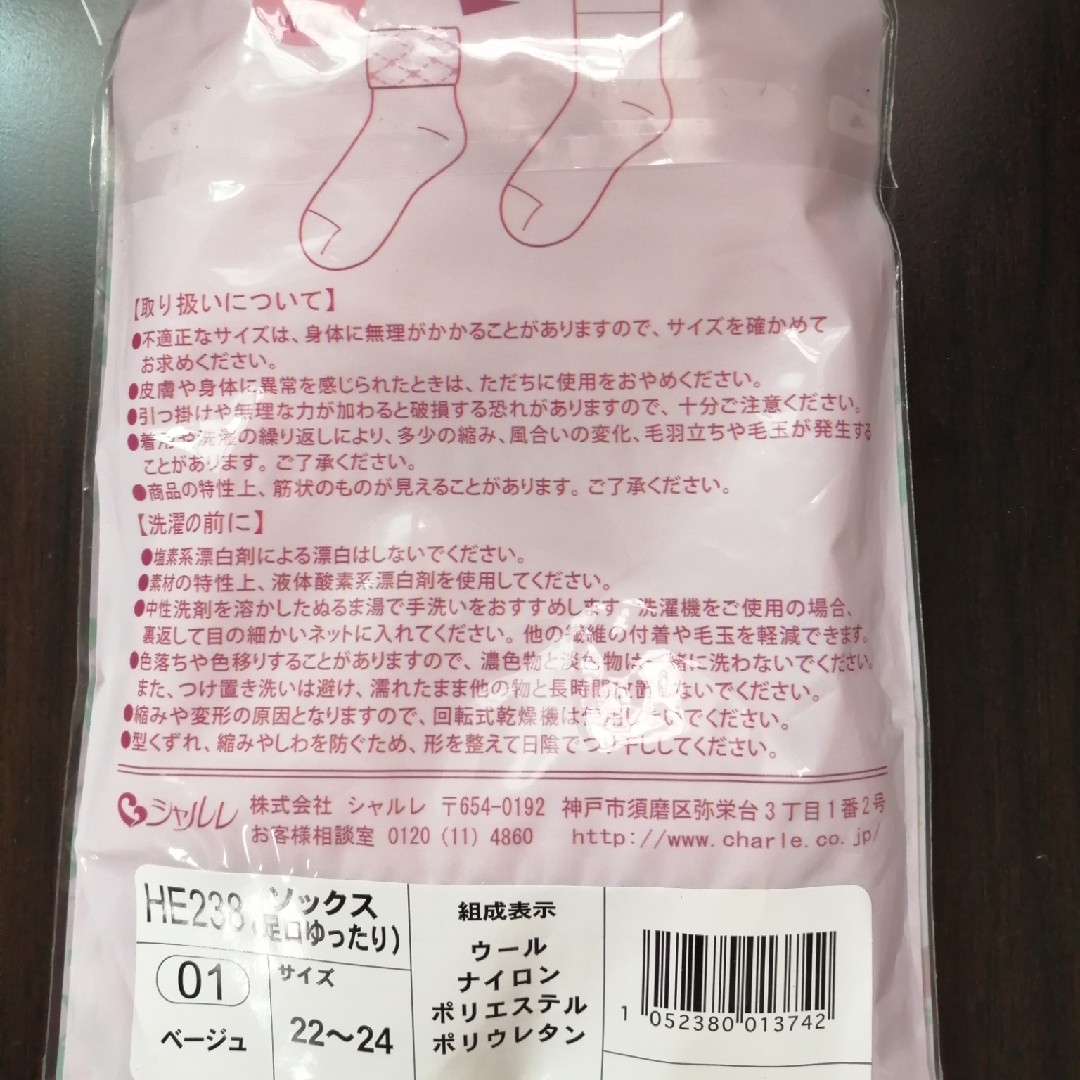 【取り扱いについて】
●不適正なサイズは、身体に無理がかかることがありますので、サイズを確かめて
お求めください。
●皮膚や身体に異常を感じられたときは、ただちに使用をおやめください。
●引っ掛けや無理な力が加わると破損する恐れがありますので、十分ご注意ください。
●着用や洗濯の繰り返しにより、多少の縮み、風合いの変化、毛羽立ちや毛玉が発生する
ことがあります。ご了承ください。
●商品の特性上、筋状のものが見えることがあります。ご了承ください。
【洗濯の前に】
●塩素系漂白剤による漂白はしないでください。
●素材の特性上、液体酸素系漂白剤を使用してください。
●中性洗剤を溶かしたぬるま湯で手洗いをおすすめします。洗濯機をご使用の場合、
裏返して目の細かいネットに入れてください。他の繊維の付着や毛玉を軽減できます。
●色落ちや色移りすることがありますので、濃色物と淡色物は一緒に洗わないでください。
また、つけ置き洗いは避け、濡れたまま他の物と長時間放置しないでください。
●縮みや変形の原因となりますので、回転式乾燥機は使用しないでください。
●型くずれ、縮みやしわを防ぐため、形を整えて日陰でつり干ししてください。
シャルレ 株式会社 シャルレ 〒654-0192 神戸市須磨区弥栄台3丁目1番2号
お客様相談室 0120 (11) 4860 http://www.charle.co.jp/
HE238 ソックス
(足口ゆったり)
01
ベージュ
サイズ
22〜24
組成表示
ウール
ナイロン
ポリエステル
ポリウレタン
1 052380 013742